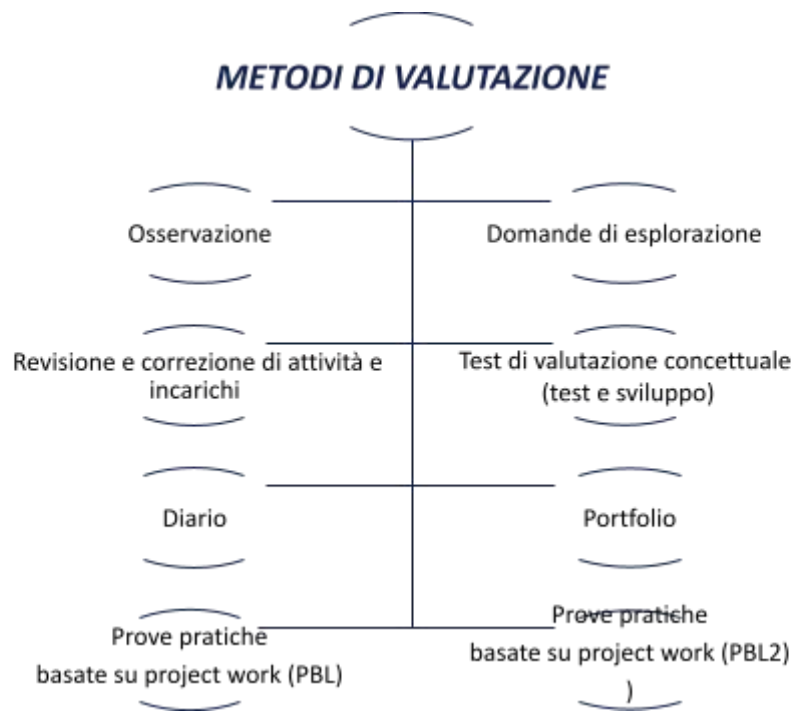 METODI DI VALUTAZIONE
Osservazione
Domande di esplorazione
Revisione e correzione di attività e
incarichi
Test di valutazione concettuale
(test e sviluppo)
Diario
Portfolio
Prove pratiche
basate su project work (PBL)
Prove pratiche
basate su project work (PBL2)
)